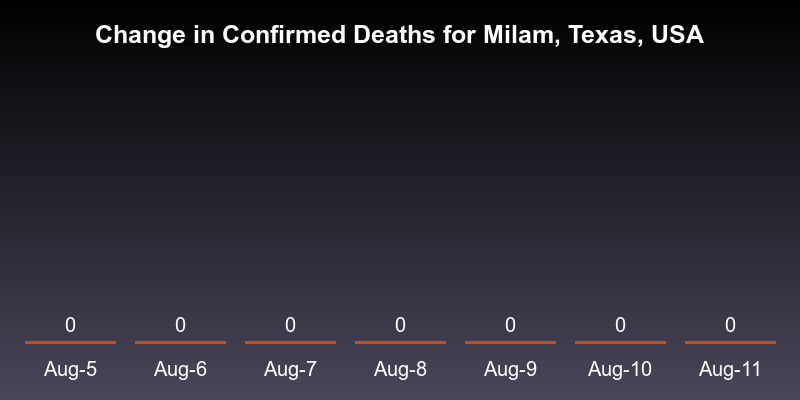 Change in Confirmed Deaths for Milam, Texas, USA
0 0 0 0 0 0 0
Aug-5 Aug-6 Aug-7 Aug-8 Aug-9 Aug-10 Aug-11